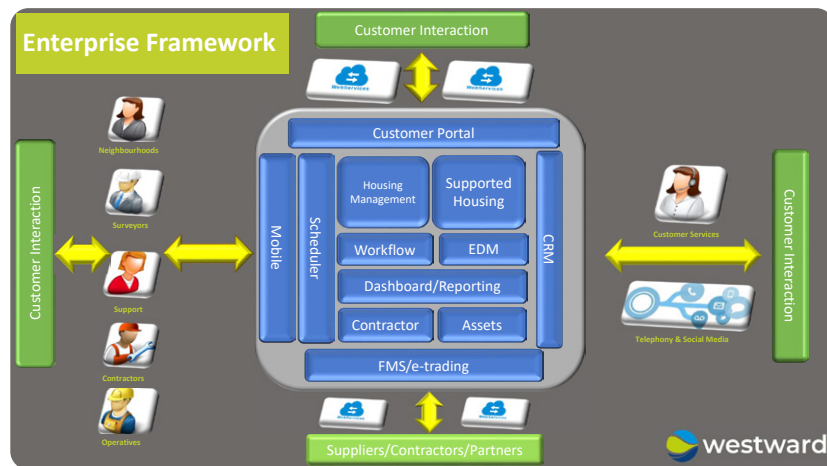 Enterprise Framework
Customer Interaction
WebServices
WebServices
Neighbourhoods
Surveyors
Support
Contractors
Operatives
Customer Interaction
Customer Portal
Mobile
Scheduler
Housing
Management
Supported
Housing
Workflow
EDM
Dashboard/Reporting
Contractor
Assets
CRM
FMS/e-trading
Customer Services
Telephony & Social Media
Customer Interaction
WebServices
WebServices
Suppliers/Contractors/Partners
westward